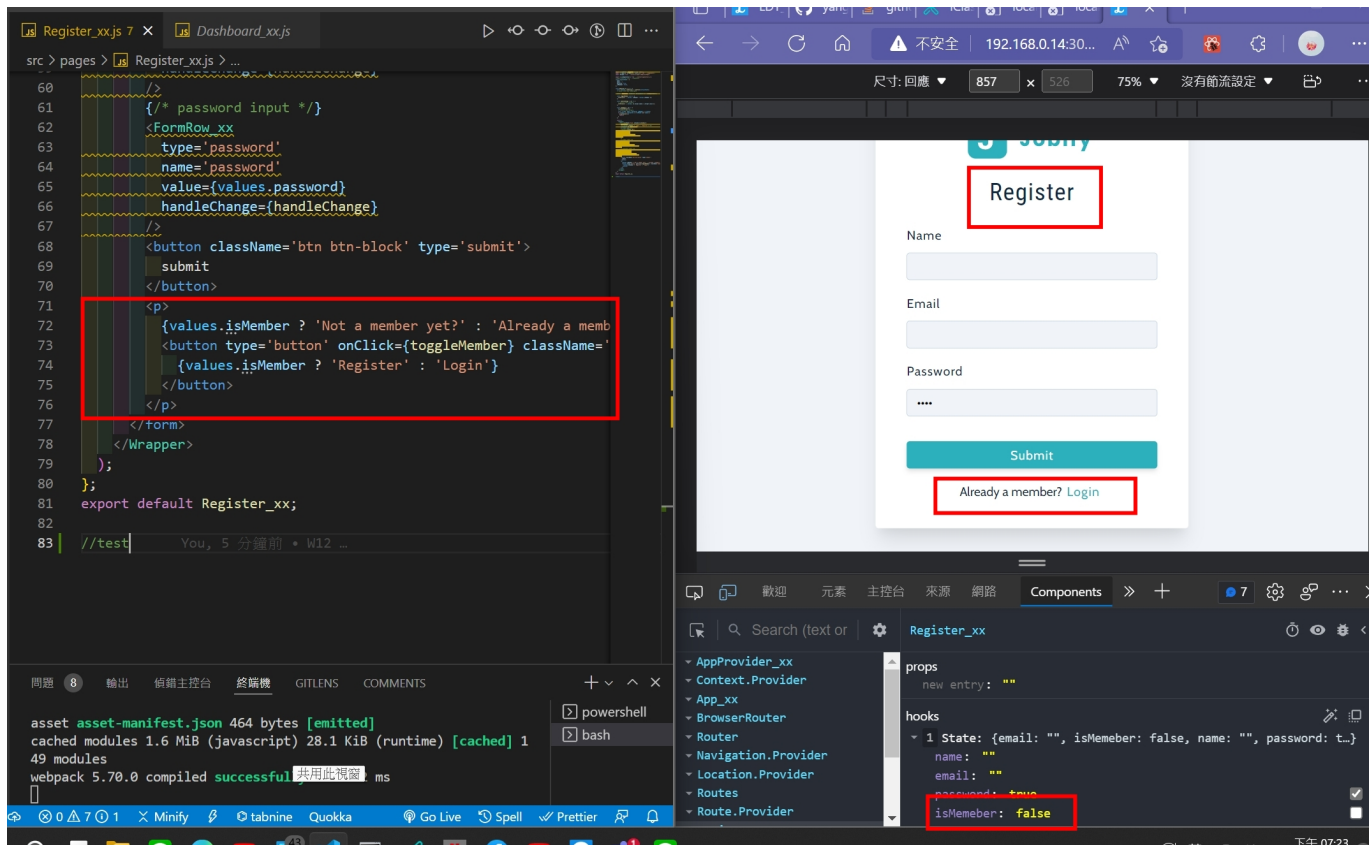 Register_xx.js 7
Dashboard_xx.js
src > pages > Register_xx.js > ...
60 />
61 {/* password input */}
62 <FormRow_xx
63 type='password'
64 name='password'
65 value={values.password}
66 handleChange={handleChange}
67 />
68 <button className='btn btn-block' type='submit'>
69 submit
70 </button>
71 <p>
72 {values.isMember ? 'Not a member yet?' : 'Already a memb
73 <button type='button' onClick={toggleMember} className='
74 {values.isMember ? 'Register' : 'Login'}
75 </button>
76 </p>
77 </form>
78 </Wrapper>
79 );
80 };
81 export default Register_xx;
82
83 //test You, 5 分鐘前 • W12 …
問題 8 輸出 偵錯主控台 終端機 GITLENS COMMENTS
powershell
bash
asset asset-manifest.json 464 bytes [emitted]
cached modules 1.6 MiB (javascript) 28.1 KiB (runtime) [cached] 1
49 modules
webpack 5.70.0 compiled successful ms
共用此視窗
0 7 1 Minify tabnine Quokka Go Live Spell Prettier
不安全 192.168.0.14:30...
尺寸: 回應 857 x 526 75% 沒有節流設定
Register
Name
Email
Password
••••
Submit
Already a member? Login
歡迎 元素 主控台 來源 網路 Components 7
Search (text or
Register_xx
AppProvider_xx
Context.Provider
App_xx
BrowserRouter
Router
Navigation.Provider
Location.Provider
Routes
Route.Provider
props
new entry: ""
hooks
1 State: {email: "", isMemeber: false, name: "", password: t…}
name: ""
email: ""
password: true
isMemeber: false
下午 07:23